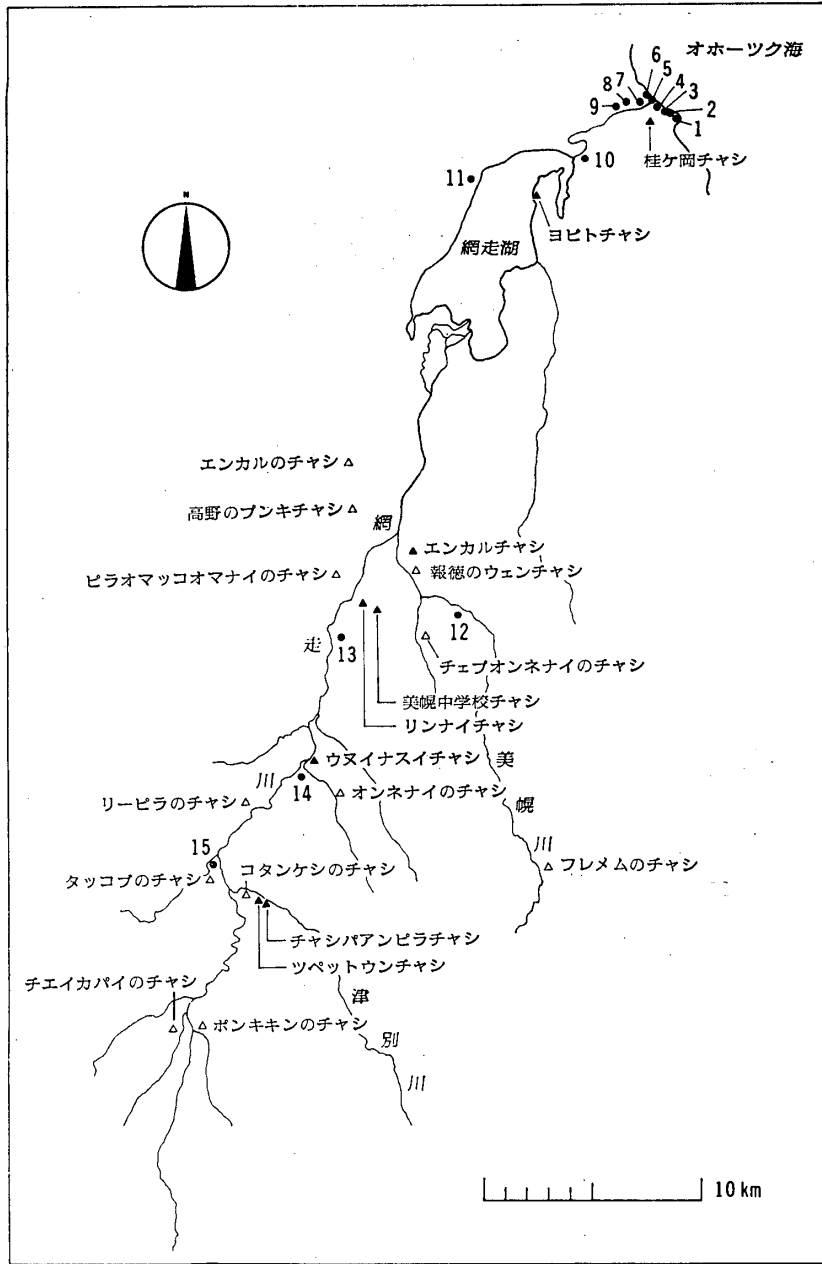 オホーツク海
6
5
4
3
2
1
7
8
9
桂ケ岡チャシ
10
11
ヨピトチャシ
N
網走湖
エンカルのチャシ
高野のプンキチャシ
網
エンカルチャシ
報徳のウェンチャシ
ピラオマッコオマナイのチャシ
12
走
13
チェプオンネナイのチャシ
美幌中学校チャシ
リンナイチャシ
ウヌイナスイチャシ
美
川
14
オンネナイのチャシ
リーピラのチャシ
幌
15
コタンケシのチャシ
川
フレメムのチャシ
タッコブのチャシ
チャシパアンピラチャシ
ツペットウンチャシ
チエイカパイのチャシ
津
ポンキキンのチャシ
別
川
10 km